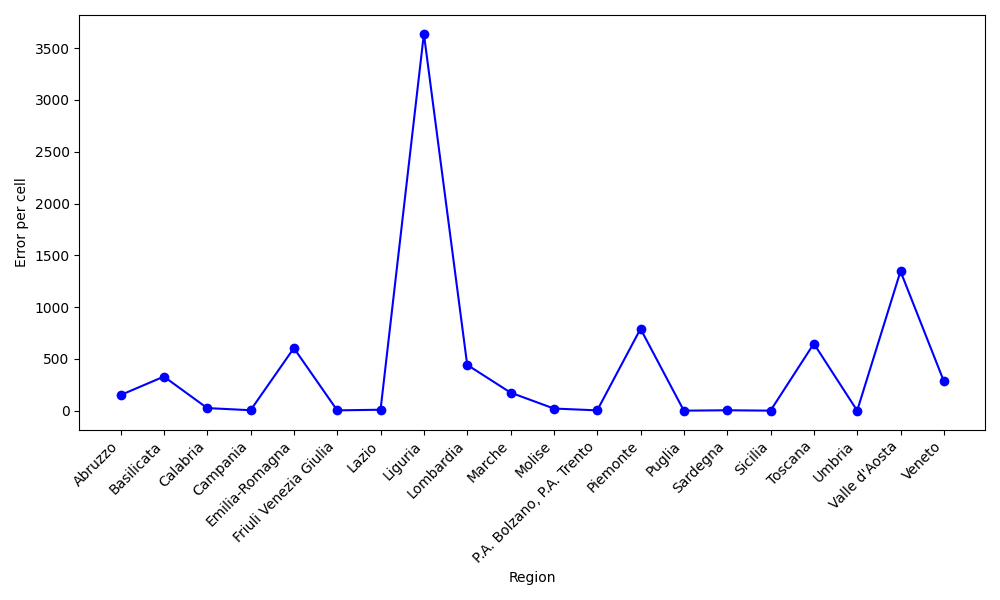 3500
3000
2500
2000
1500
1000
500
0
Error per cell
Abruzzo
Basilicata
Calabria
Campania
Emilia-Romagna
Friuli Venezia Giulia
Lazio
Liguria
Lombardia
Marche
Molise
P.A. Bolzano, P.A. Trento
Piemonte
Puglia
Sardegna
Sicilia
Toscana
Umbria
Valle d'Aosta
Veneto
Region